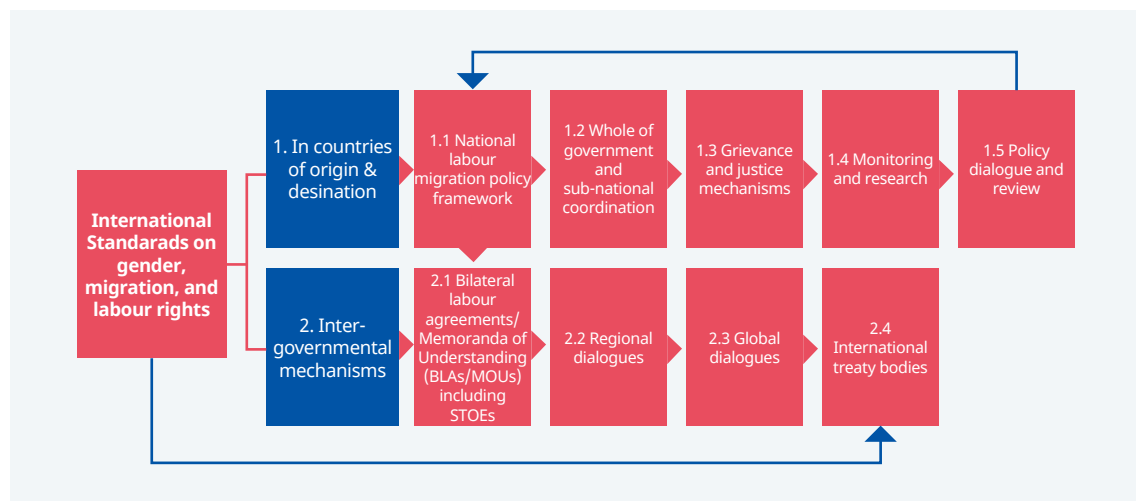 International
Standarads on
gender,
migration, and
labour rights
1. In countries
of origin &
desination
1.1 National
labour
migration policy
framework
1.2 Whole of
government
and
sub-national
coordination
1.3 Grievance
and justice
mechanisms
1.4 Monitoring
and research
1.5 Policy
dialogue and
review
2. Inter-
governmental
mechanisms
2.1 Bilateral
labour
agreements/
Memoranda of
Understanding
(BLAs/MOUs)
including
STOEs
2.2 Regional
dialogues
2.3 Global
dialogues
2.4
International
treaty bodies